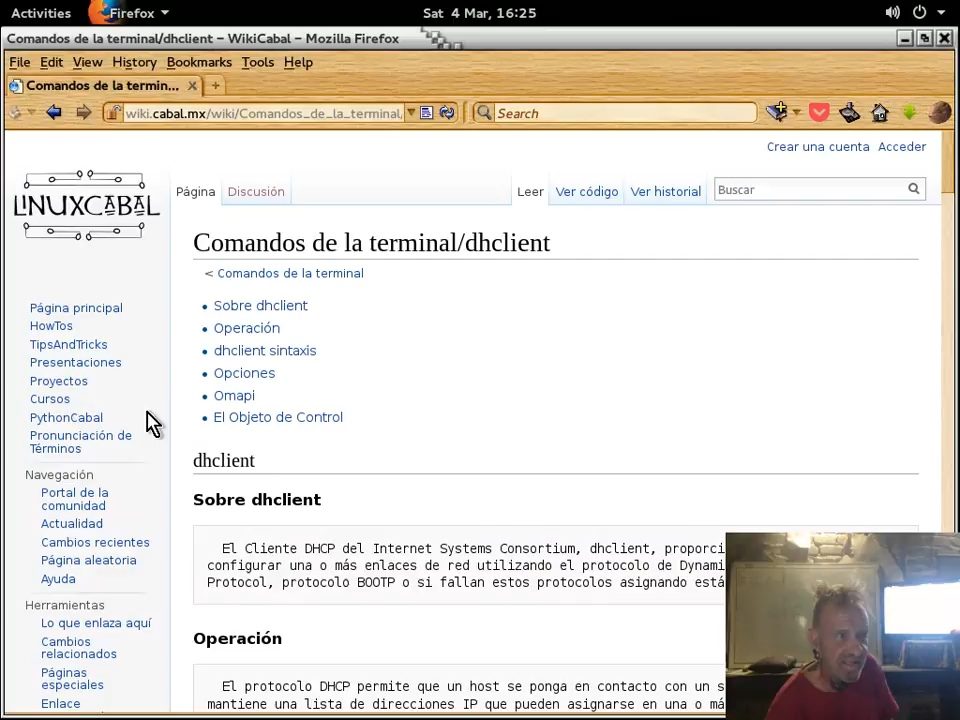 Activities Firefox Sat 4 Mar, 16:25
Comandos de la terminal/dhclient – WikiCabal – Mozilla Firefox
File Edit View History Bookmarks Tools Help
Comandos de la termin...
wiki.cabal.mx/wiki/Comandos_de_la_terminal, Search
Crear una cuenta Acceder
LINUXCABAL
Página Discusión Leer Ver código Ver historial Buscar
Comandos de la terminal/dhclient
< Comandos de la terminal
Sobre dhclient
Operación
dhclient sintaxis
Opciones
Omapi
El Objeto de Control
Página principal
HowTos
TipsAndTricks
Presentaciones
Proyectos
Cursos
PythonCabal
Pronunciación de
Términos
Navegación
Portal de la
comunidad
Actualidad
Cambios recientes
Página aleatoria
Ayuda
Herramientas
Lo que enlaza aquí
Cambios
relacionados
Páginas
especiales
Enlace
dhclient
Sobre dhclient
El Cliente DHCP del Internet Systems Consortium, dhclient, proporci
configurar una o más enlaces de red utilizando el protocolo de Dynam
Protocol, protocolo BOOTP o si fallan estos protocolos asignando está
Operación
El protocolo DHCP permite que un host se ponga en contacto con un s
mantiene una lista de direcciones IP que pueden asignarse en una o má